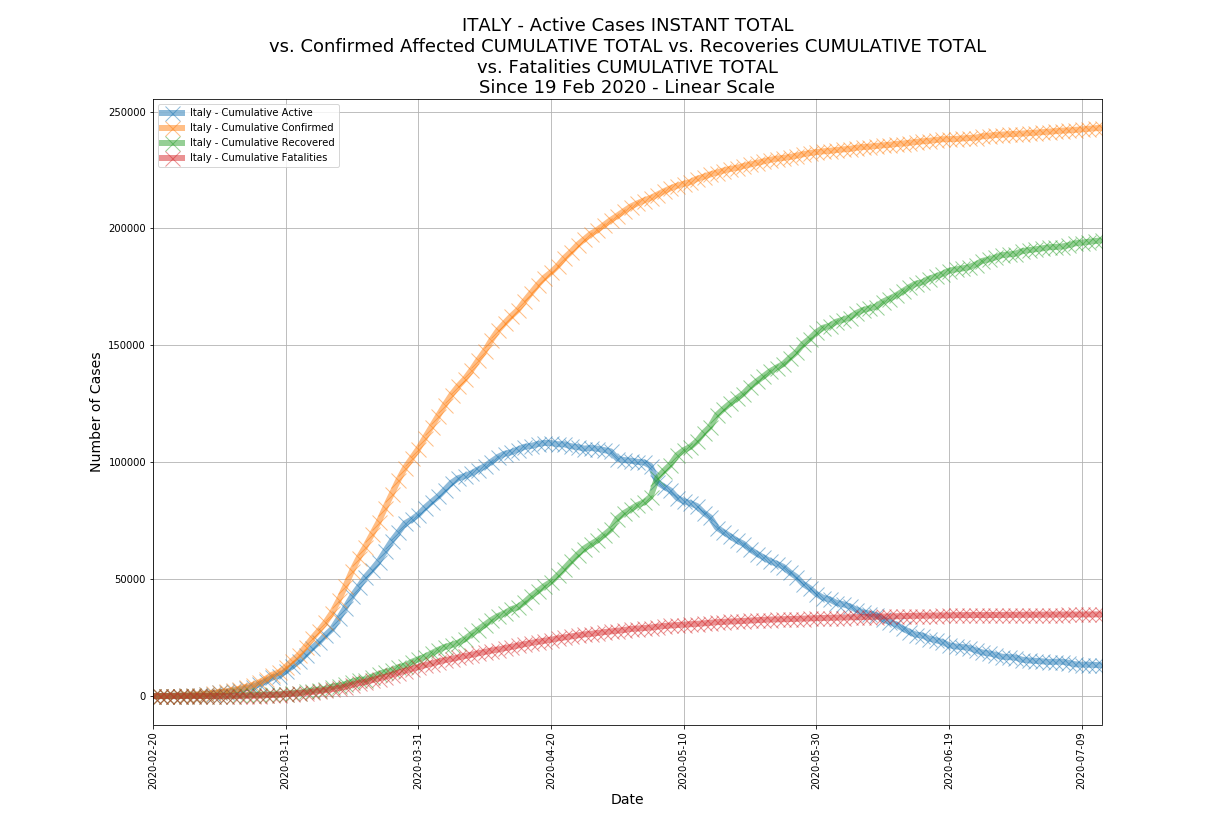 ITALY - Active Cases INSTANT TOTAL
vs. Confirmed Affected CUMULATIVE TOTAL vs. Recoveries CUMULATIVE TOTAL
vs. Fatalities CUMULATIVE TOTAL
Since 19 Feb 2020 - Linear Scale
Italy - Cumulative Active
Italy - Cumulative Confirmed
Italy - Cumulative Recovered
Italy - Cumulative Fatalities
Number of Cases
250000
200000
150000
100000
50000
0
2020-02-20
2020-03-11
2020-03-31
2020-04-20
2020-05-10
2020-05-30
2020-06-19
2020-07-09
Date